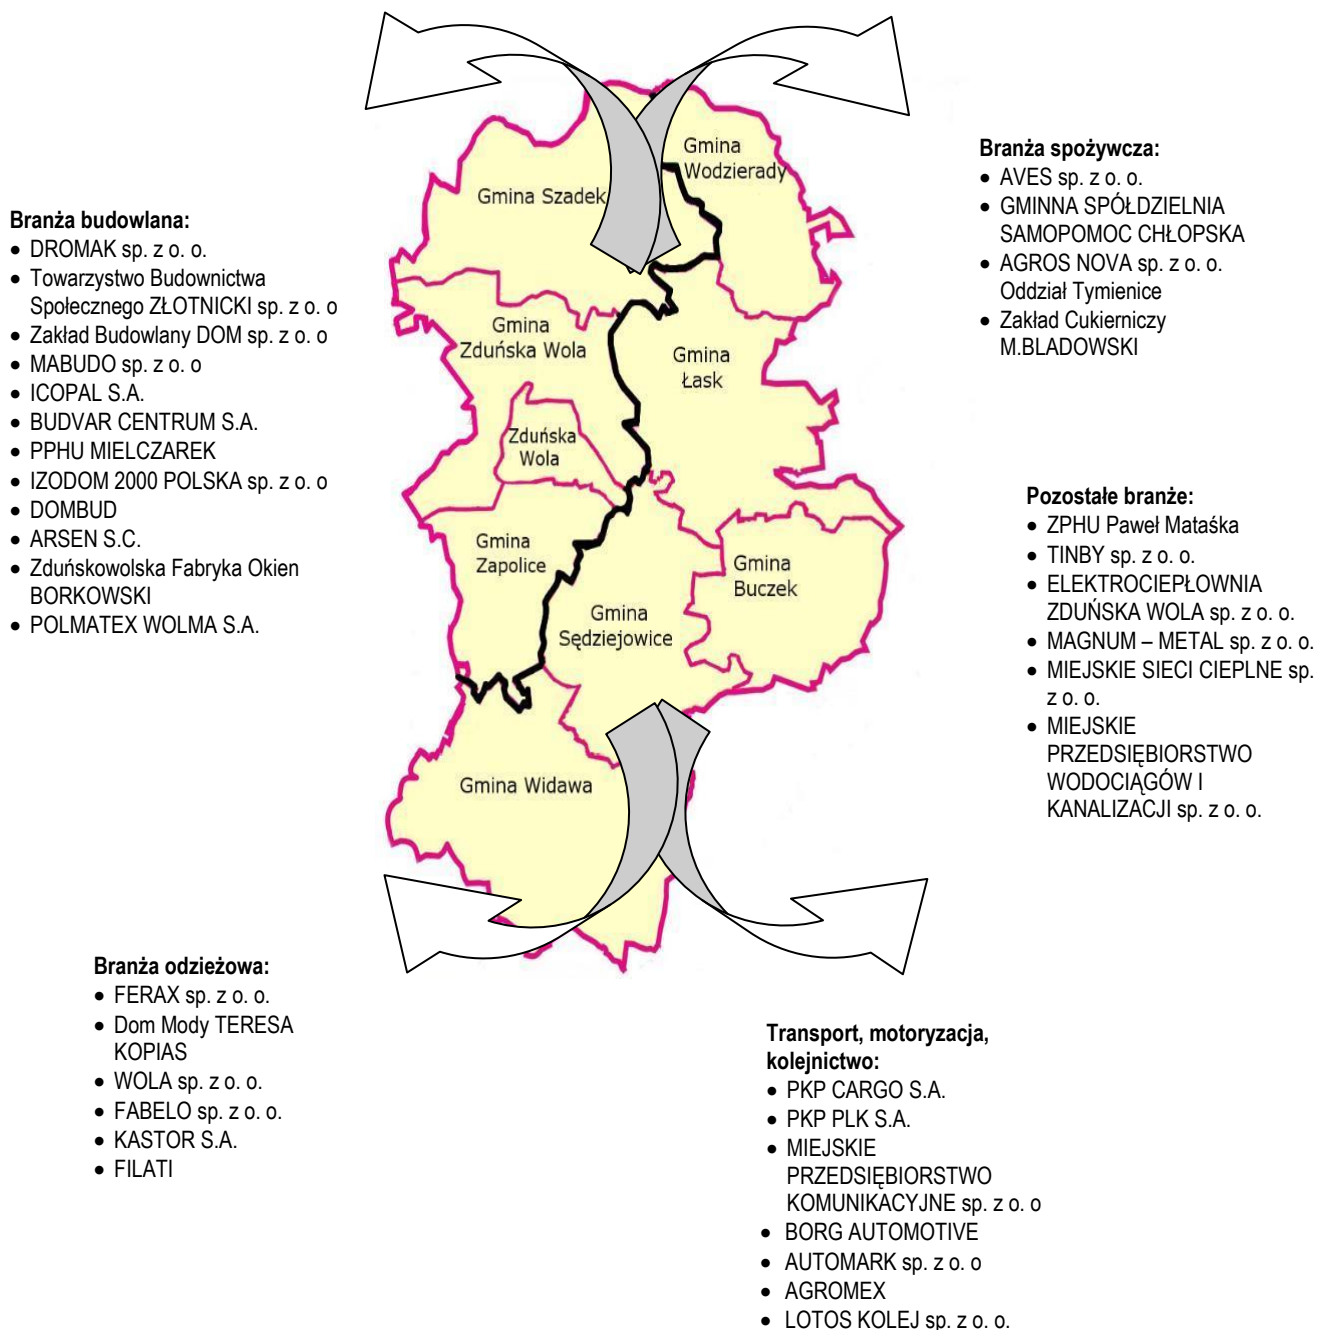 Branża budowlana:
• DROMAK sp. z o. o.
• Towarzystwo Budownictwa
Społecznego ZŁOTNICKI sp. z o. o
• Zakład Budowlany DOM sp. z o. o
• MABUDO sp. z o. o
• ICOPAL S.A.
• BUDVAR CENTRUM S.A.
• PPHU MIELCZAREK
• IZODOM 2000 POLSKA sp. z o. o
• DOMBUD
• ARSEN S.C.
• Zduńskowolska Fabryka Okien
BORKOWSKI
• POLMATEX WOLMA S.A.
Gmina
Wodzierady
Gmina Szadek
Gmina
Zduńska Wola
Gmina
Łask
Zduńska
Wola
Gmina
Zapolice
Gmina
Buczek
Gmina
Sędziejowice
Gmina Widawa
Branża spożywcza:
• AVES sp. z o. o.
• GMINNA SPÓŁDZIELNIA
SAMOPOMOC CHŁOPSKA
• AGROS NOVA sp. z o. o.
Oddział Tymienice
• Zakład Cukierniczy
M.BLADOWSKI
Pozostałe branże:
• ZPHU Paweł Mataśka
• TINBY sp. z o. o.
• ELEKTROCIEPŁOWNIA
ZDUŃSKA WOLA sp. z o. o.
• MAGNUM – METAL sp. z o. o.
• MIEJSKIE SIECI CIEPLNE sp.
z o. o.
• MIEJSKIE
PRZEDSIĘBIORSTWO
WODOCIĄGÓW I
KANALIZACJI sp. z o. o.
Branża odzieżowa:
• FERAX sp. z o. o.
• Dom Mody TERESA
KOPIAS
• WOLA sp. z o. o.
• FABELO sp. z o. o.
• KASTOR S.A.
• FILATI
Transport, motoryzacja,
kolejnictwo:
• PKP CARGO S.A.
• PKP PLK S.A.
• MIEJSKIE
PRZEDSIĘBIORSTWO
KOMUNIKACYJNE sp. z o. o
• BORG AUTOMOTIVE
• AUTOMARK sp. z o. o
• AGROMEX
• LOTOS KOLEJ sp. z o. o.